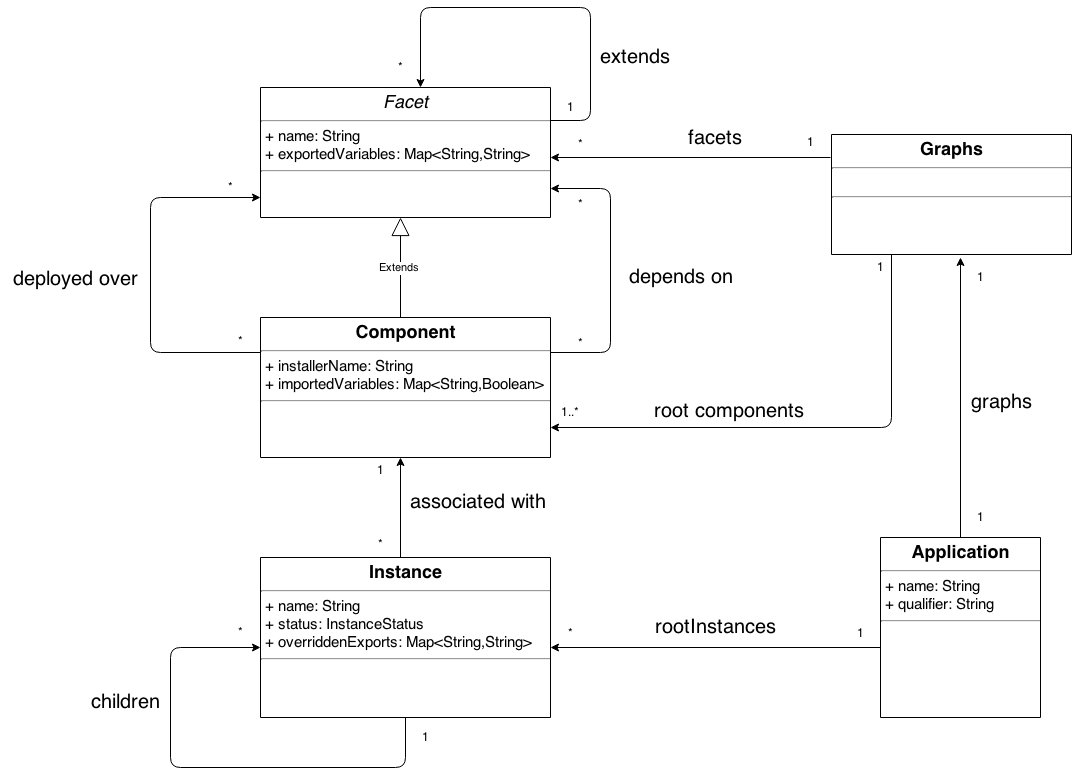 extends
*
Facet
1
+ name: String
+ exportedVariables: Map<String,String>
*
facets
1
Graphs
*
*
deployed over
Extends
depends on
1
1
Component
*
*
+ installerName: String
+ importedVariables: Map<String,Boolean>
1..*
root components
graphs
1
associated with
*
1
Instance
Application
+ name: String
+ status: InstanceStatus
+ overriddenExports: Map<String,String>
+ name: String
+ qualifier: String
*
*
rootInstances
1
children
1